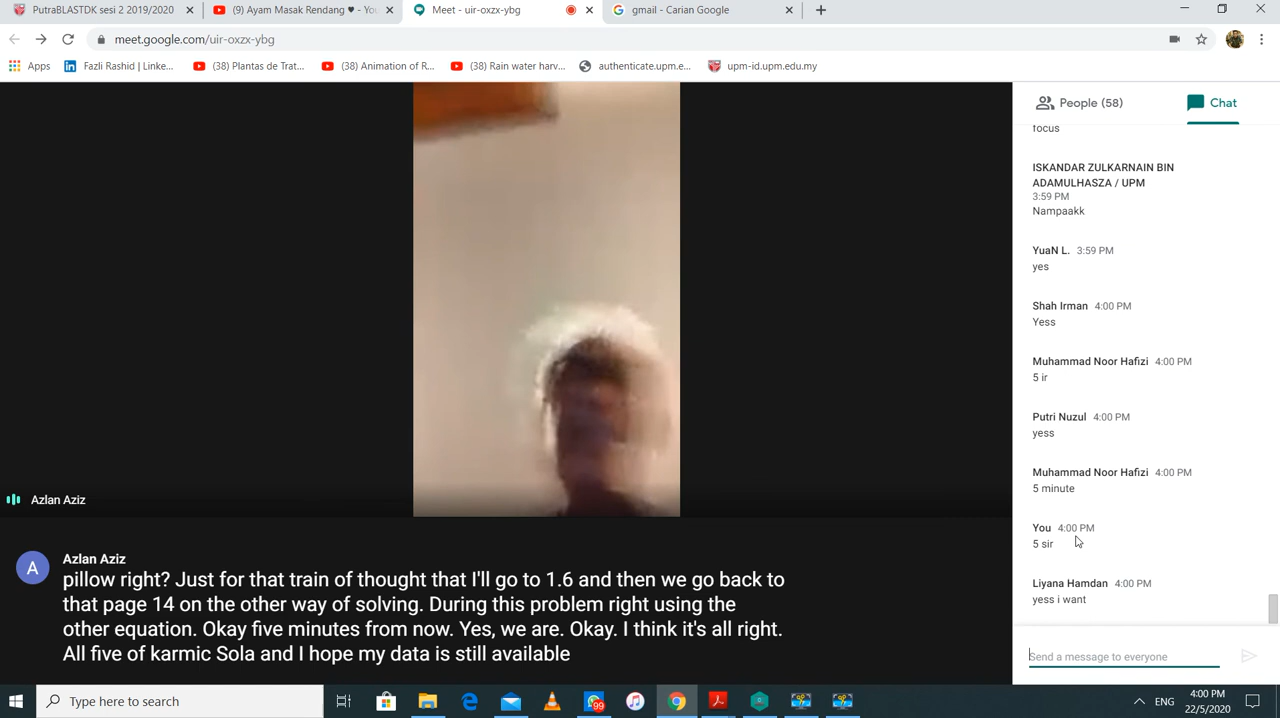 PutraBLASTDK sesi 2 2019/2020
(9) Ayam Masak Rendang ♥ - You
Meet - uir-oxzx-ybg
gmail - Carian Google
meet.google.com/uir-oxzx-ybg
Apps
Fazli Rashid | Linke...
(38) Plantas de Trat...
(38) Animation of R...
(38) Rain water harv...
authenticate.upm.e...
upm-id.upm.edu.my
People (58)
Chat
focus
ISKANDAR ZULKARNAIN BIN
ADAMULHASZA / UPM
3:59 PM
Nampaakk
YuaN L. 3:59 PM
yes
Shah Irman 4:00 PM
Yess
Muhammad Noor Hafizi 4:00 PM
5 ir
Putri Nuzul 4:00 PM
yess
Muhammad Noor Hafizi 4:00 PM
5 minute
You 4:00 PM
5 sir
Liyana Hamdan 4:00 PM
yess i want
Send a message to everyone
Azlan Aziz
A
Azlan Aziz
pillow right? Just for that train of thought that I'll go to 1.6 and then we go back to
that page 14 on the other way of solving. During this problem right using the
other equation. Okay five minutes from now. Yes, we are. Okay. I think it's all right.
All five of karmic Sola and I hope my data is still available
Type here to search
99
ENG
4:00 PM
22/5/2020